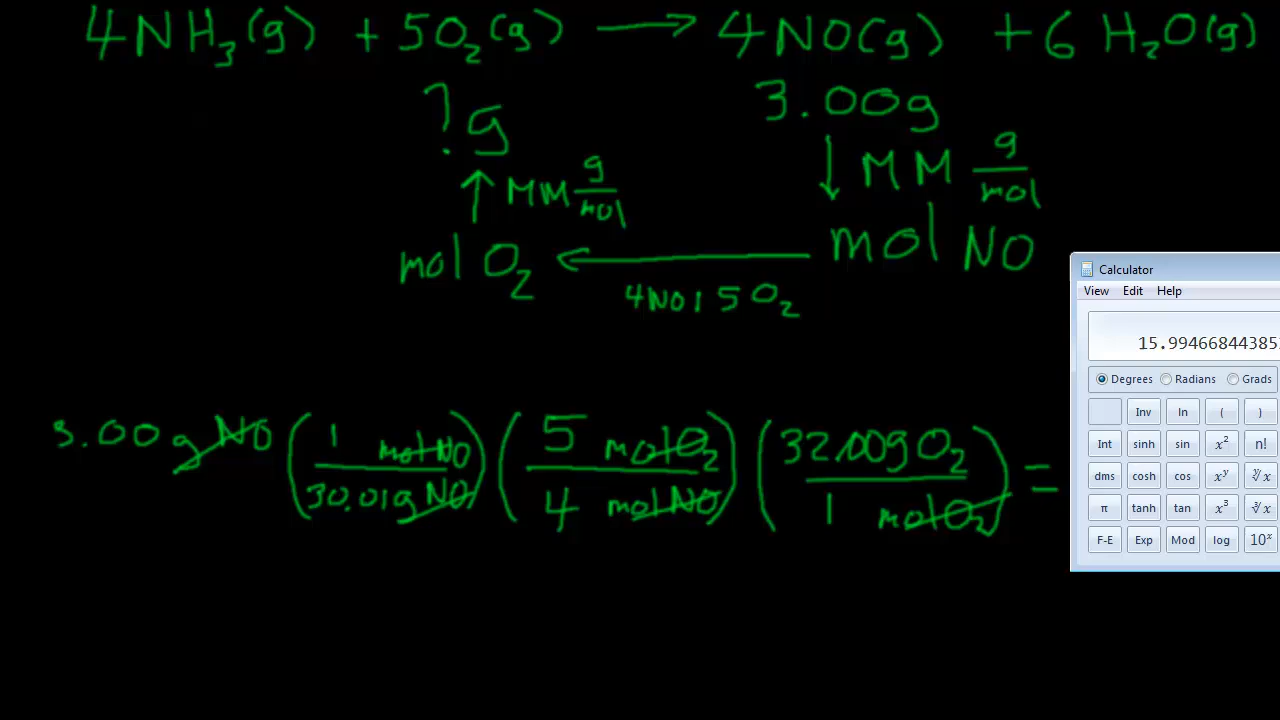 4NH₃(g) + 5O₂(g) → 4NO(g) + 6H₂O(g)
?g 3.00g
↑ MM g/mol ↓ MM g/mol
mol O₂ ← mol NO
4NO | 5O₂
3.00 g NO (1 mol NO / 30.01 g NO) (5 mol O₂ / 4 mol NO) (32.00 g O₂ / 1 mol O₂) =
Calculator
View Edit Help
15.9946684438
Degrees Radians Grads
Inv ln ( )
Int sinh sin x² n!
dms cosh cos xʸ ʸ√x
π tanh tan x³ ³√x
F-E Exp Mod log 10ˣ